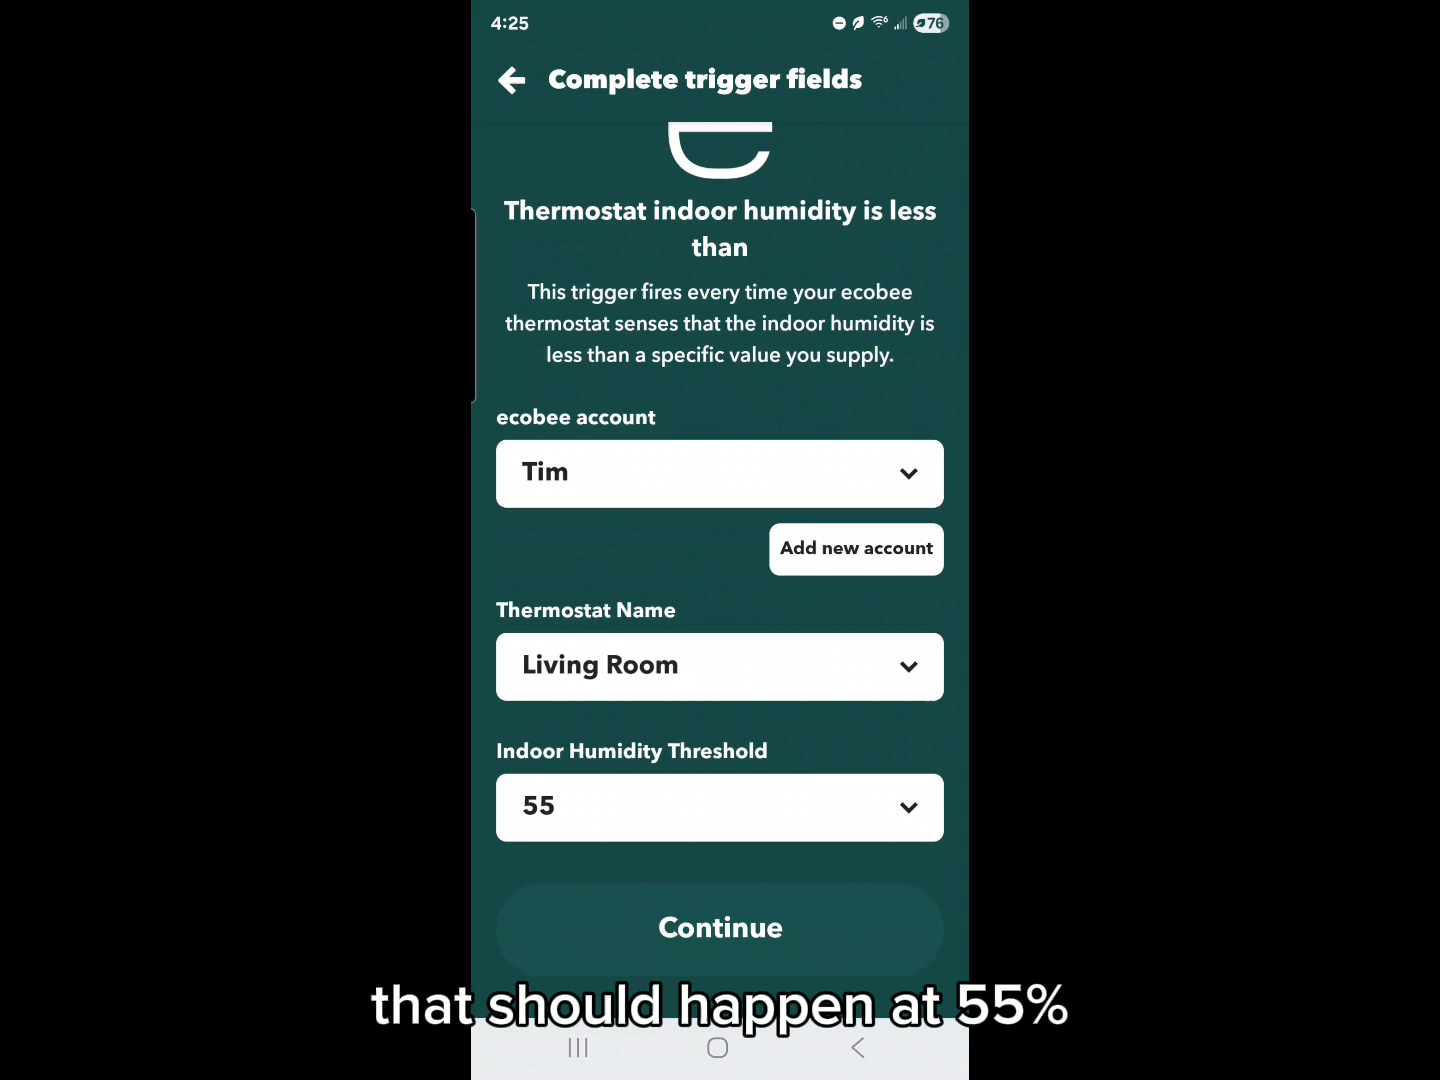 4:25
76
Complete trigger fields
Thermostat indoor humidity is less
than
This trigger fires every time your ecobee
thermostat senses that the indoor humidity is
less than a specific value you supply.
ecobee account
Tim
Add new account
Thermostat Name
Living Room
Indoor Humidity Threshold
55
Continue
that should happen at 55%